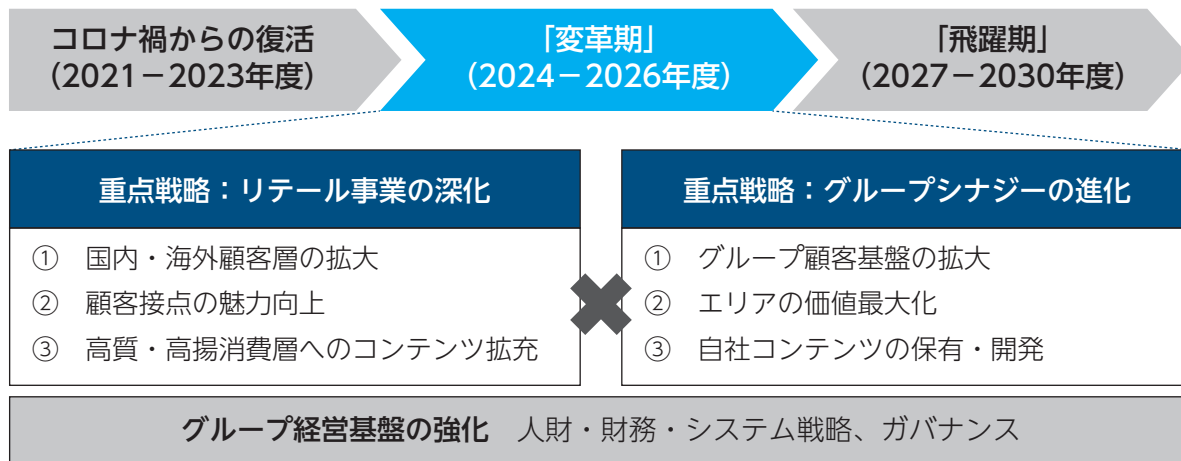 コロナ禍からの復活
(2021－2023年度)
「変革期」
(2024－2026年度)
「飛躍期」
(2027－2030年度)
重点戦略：リテール事業の深化
① 国内・海外顧客層の拡大
② 顧客接点の魅力向上
③ 高質・高揚消費層へのコンテンツ拡充
重点戦略：グループシナジーの進化
① グループ顧客基盤の拡大
② エリアの価値最大化
③ 自社コンテンツの保有・開発
グループ経営基盤の強化 人財・財務・システム戦略、ガバナンス